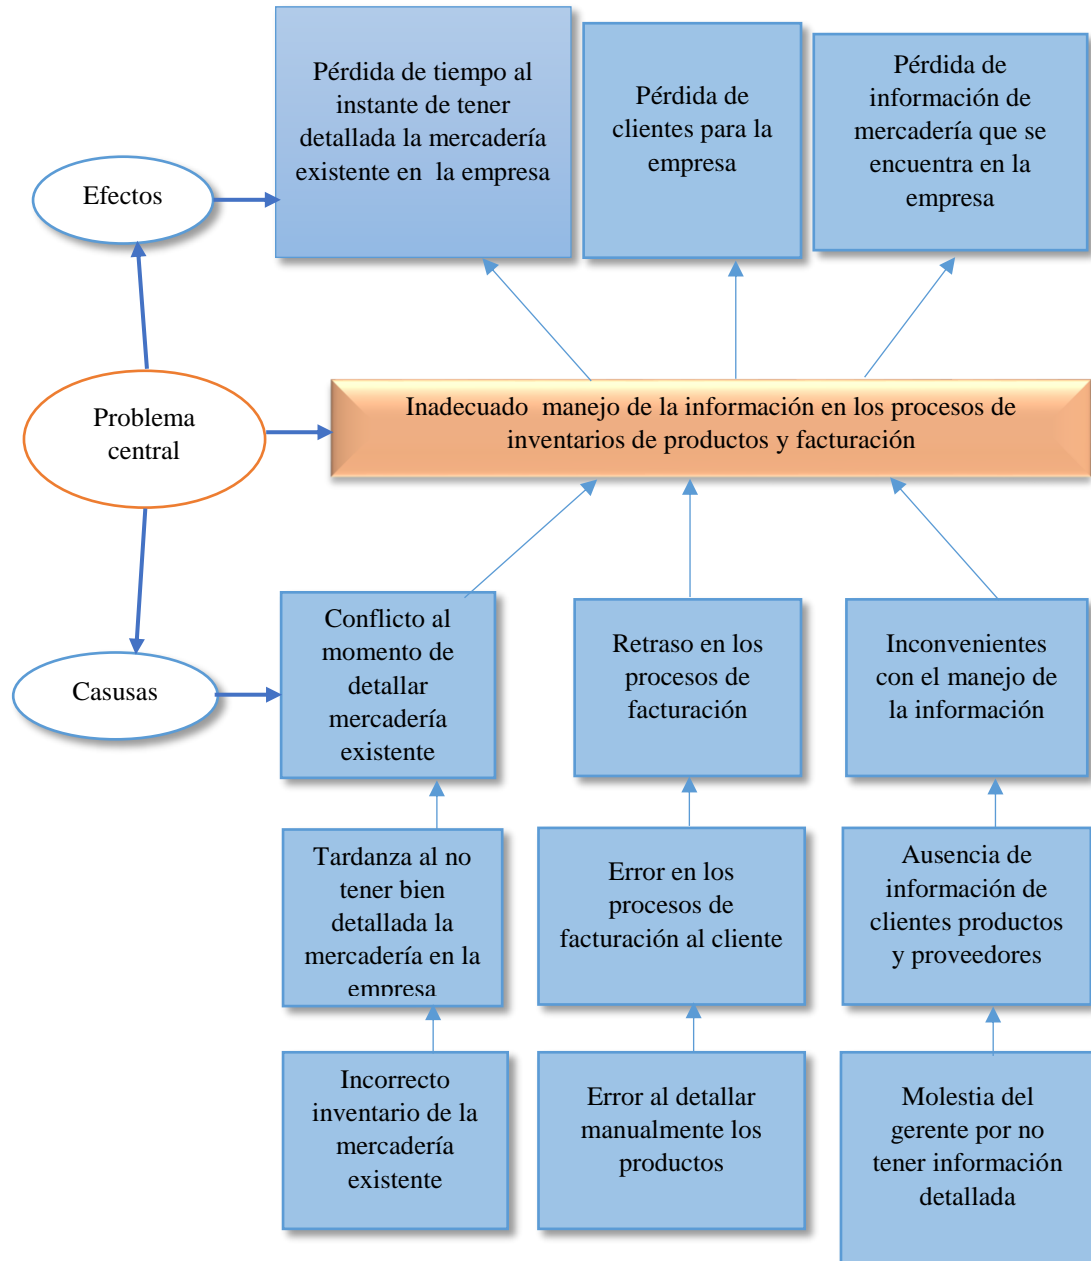 Pérdida de tiempo al
instante de tener
detallada la mercadería
existente en  la empresa
Pérdida de
clientes para la
empresa
Pérdida de
información de
mercadería que se
encuentra en la
empresa
Efectos
Problema
central
Inadecuado  manejo de la información en los procesos de
inventarios de productos y facturación
Casusas
Conflicto al
momento de
detallar
mercadería
existente
Retraso en los
procesos de
facturación
Inconvenientes
con el manejo de
la información
Tardanza al no
tener bien
detallada la
mercadería en la
empresa
Error en los
procesos de
facturación al cliente
Ausencia de
información de
clientes productos
y proveedores
Incorrecto
inventario de la
mercadería
existente
Error al detallar
manualmente los
productos
Molestia del
gerente por no
tener información
detallada